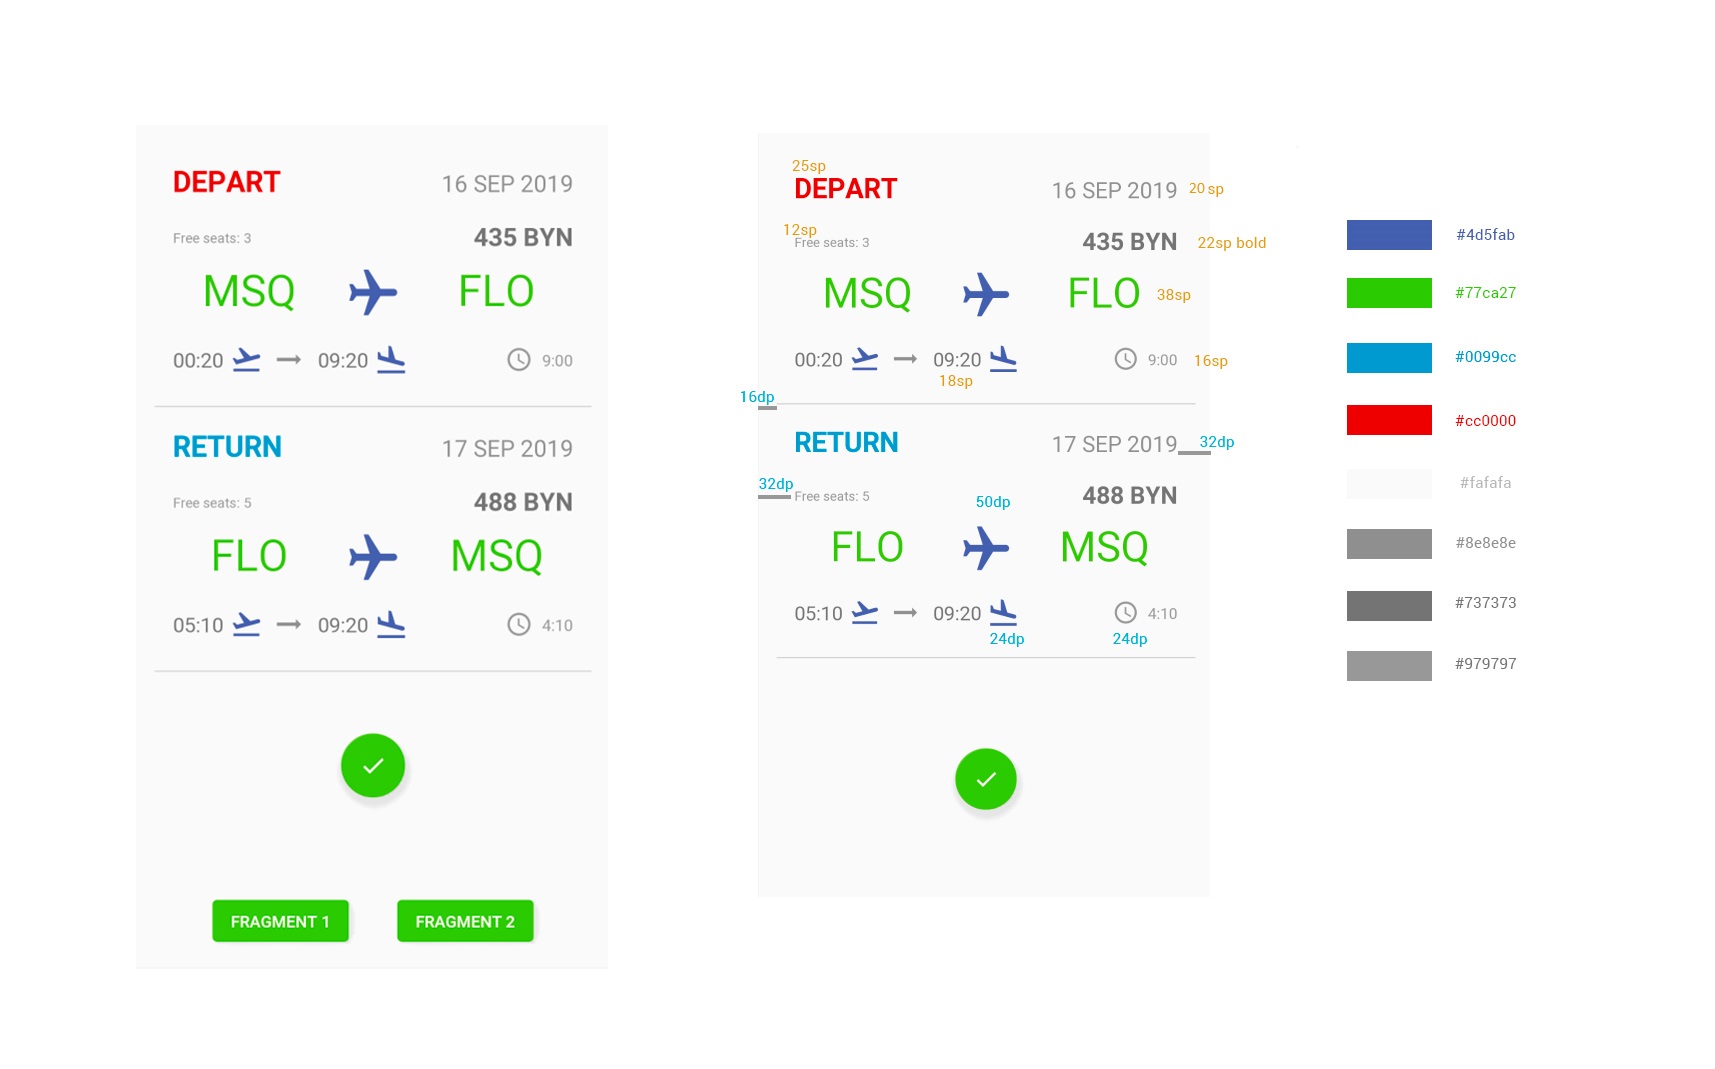 DEPART
16 SEP 2019
Free seats: 3
435 BYN
MSQ
FLO
00:20
09:20
9:00
RETURN
17 SEP 2019
Free seats: 5
488 BYN
FLO
MSQ
05:10
09:20
4:10
FRAGMENT 1
FRAGMENT 2
25sp
DEPART
16 SEP 2019
20 sp
12sp
Free seats: 3
435 BYN
22sp bold
MSQ
FLO
38sp
00:20
09:20
9:00
16sp
18sp
16dp
RETURN
17 SEP 2019
32dp
32dp
Free seats: 5
50dp
488 BYN
FLO
MSQ
05:10
09:20
4:10
24dp
24dp
#4d5fab
#77ca27
#0099cc
#cc0000
#fafafa
#8e8e8e
#737373
#979797